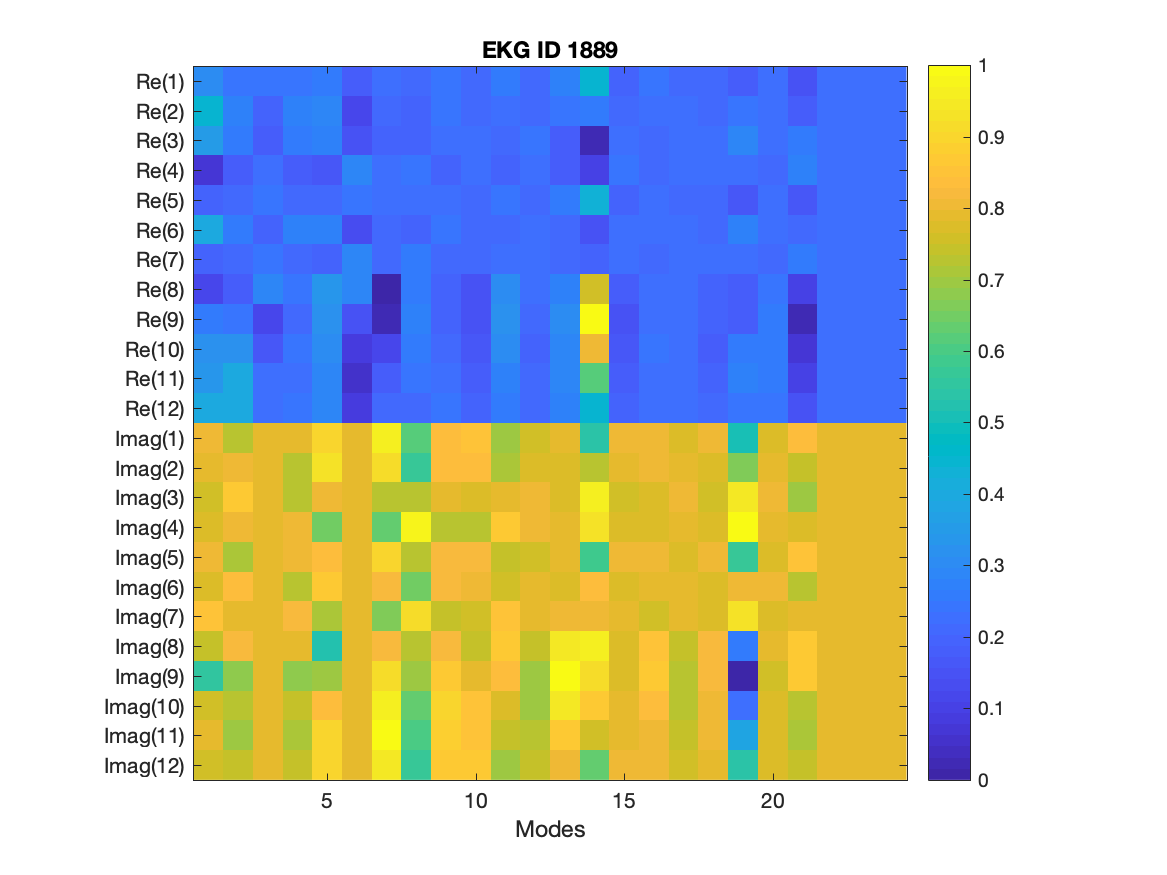 EKG ID 1889
Re(1)
Re(2)
Re(3)
Re(4)
Re(5)
Re(6)
Re(7)
Re(8)
Re(9)
Re(10)
Re(11)
Re(12)
Imag(1)
Imag(2)
Imag(3)
Imag(4)
Imag(5)
Imag(6)
Imag(7)
Imag(8)
Imag(9)
Imag(10)
Imag(11)
Imag(12)
5 10 15 20
Modes
1
0.9
0.8
0.7
0.6
0.5
0.4
0.3
0.2
0.1
0